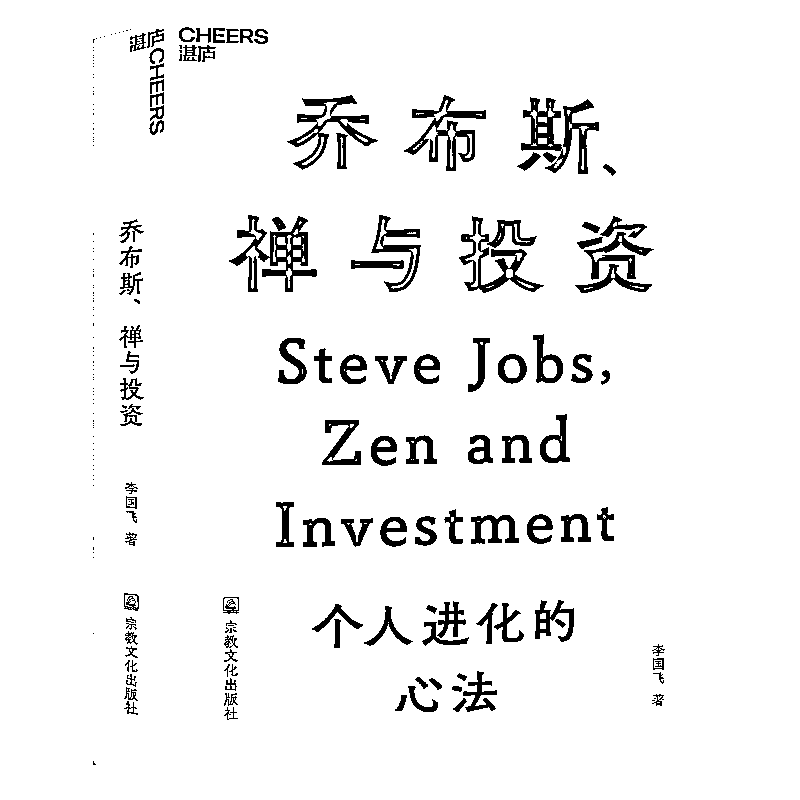 湛庐CHEERS
乔布斯、禅与投资
李国飞 著
宗教文化出版社
CHEERS
湛庐
乔布斯、
禅与投资
Steve Jobs,
Zen and
Investment
个人进化的
心法
李国飞 著
宗教文化出版社